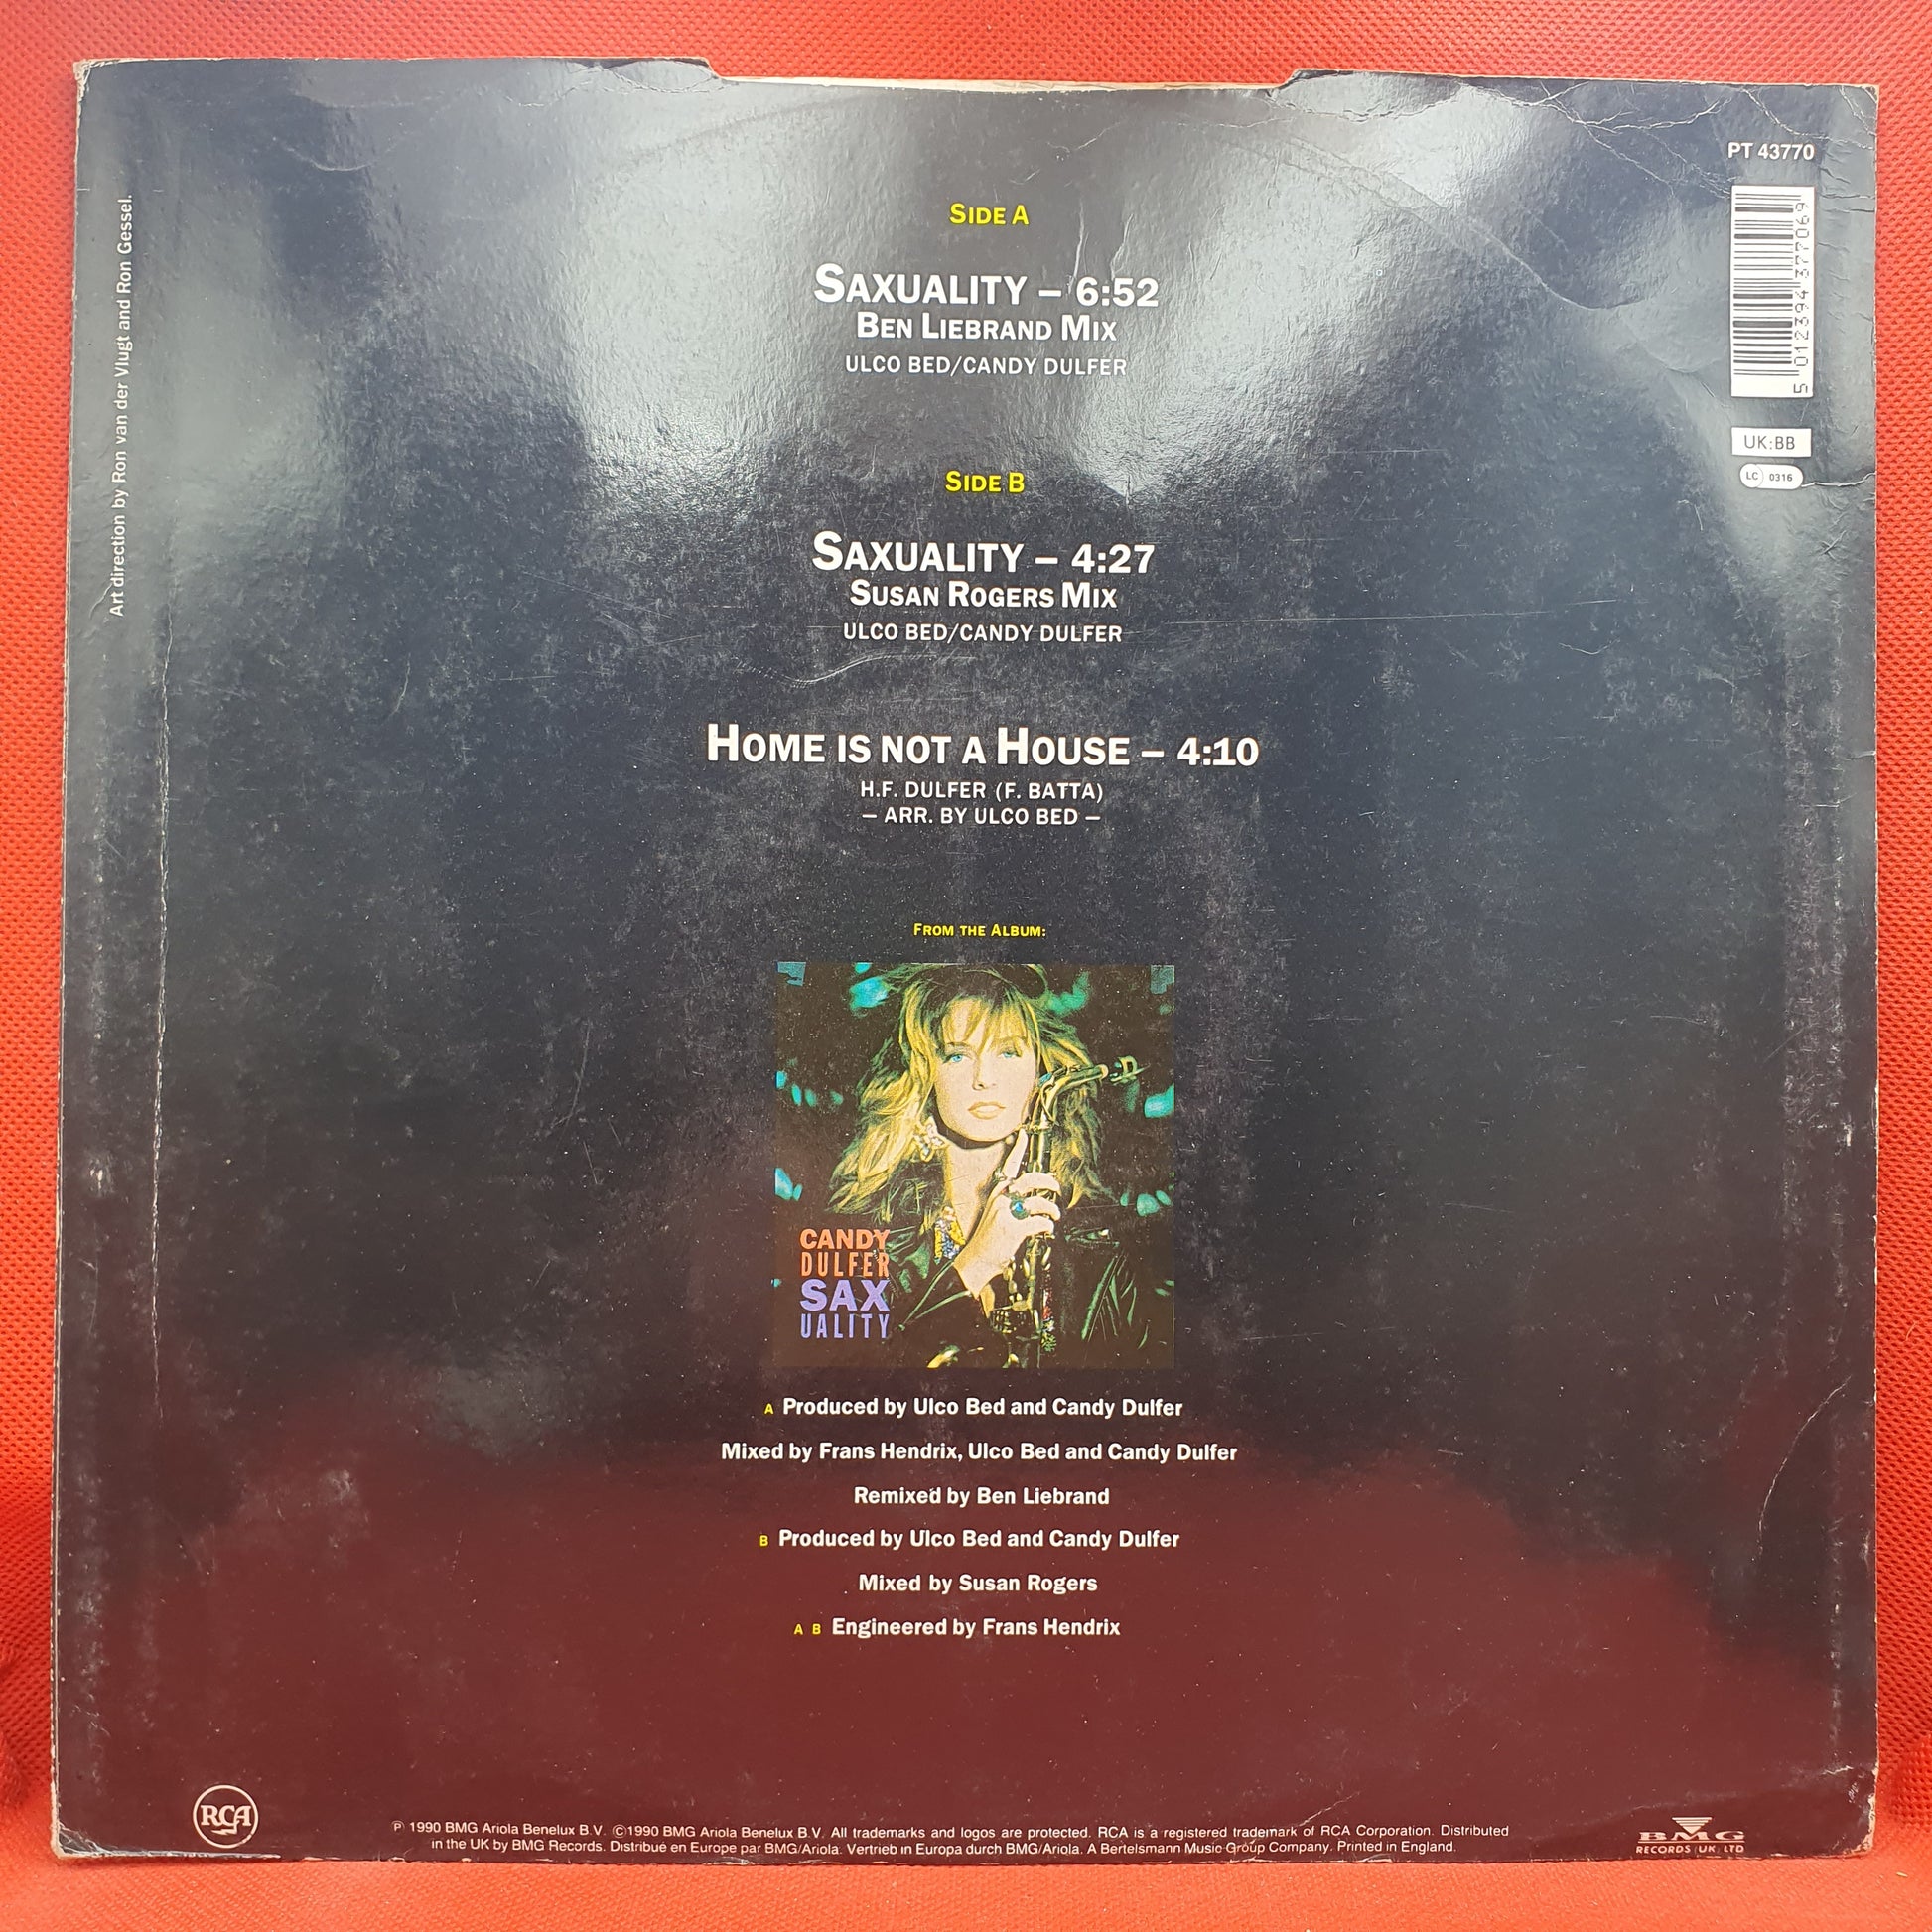 PT 43770
5 012394 377069
UK:BB
LC 0316
Art direction by Ron van der Vlugt and Ron Gessel.
SIDE A
SAXUALITY – 6:52
BEN LIEBRAND MIX
ULCO BED/CANDY DULFER
SIDE B
SAXUALITY – 4:27
SUSAN ROGERS MIX
ULCO BED/CANDY DULFER
HOME IS NOT A HOUSE – 4:10
H.F. DULFER (F. BATTA)
– ARR. BY ULCO BED –
FROM THE ALBUM:
CANDY
DULFER
SAX
UALITY
A Produced by Ulco Bed and Candy Dulfer
Mixed by Frans Hendrix, Ulco Bed and Candy Dulfer
Remixed by Ben Liebrand
B Produced by Ulco Bed and Candy Dulfer
Mixed by Susan Rogers
A B Engineered by Frans Hendrix
RCA
℗ 1990 BMG Ariola Benelux B.V. ©1990 BMG Ariola Benelux B.V. All trademarks and logos are protected. RCA is a registered trademark of RCA Corporation. Distributed
in the UK by BMG Records. Distribué en Europe par BMG/Ariola. Vertrieb in Europa durch BMG/Ariola. A Bertelsmann Music Group Company. Printed in England.
BMG
RECORDS (UK) LTD